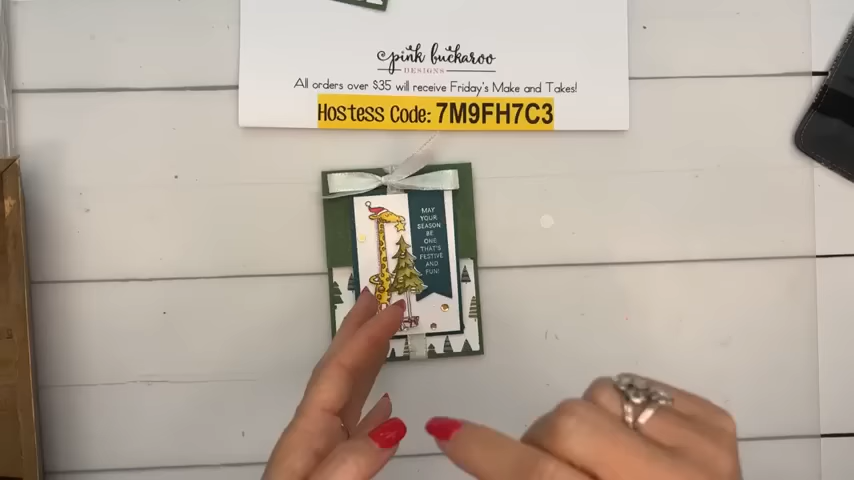 pink buckaroo
DESIGNS
All orders over $35 will receive Friday's Make and Takes!
Hostess Code: 7M9FH7C3
MAY
YOUR
SEASON
BE
ONE
THAT'S
FESTIVE
AND
FUN!